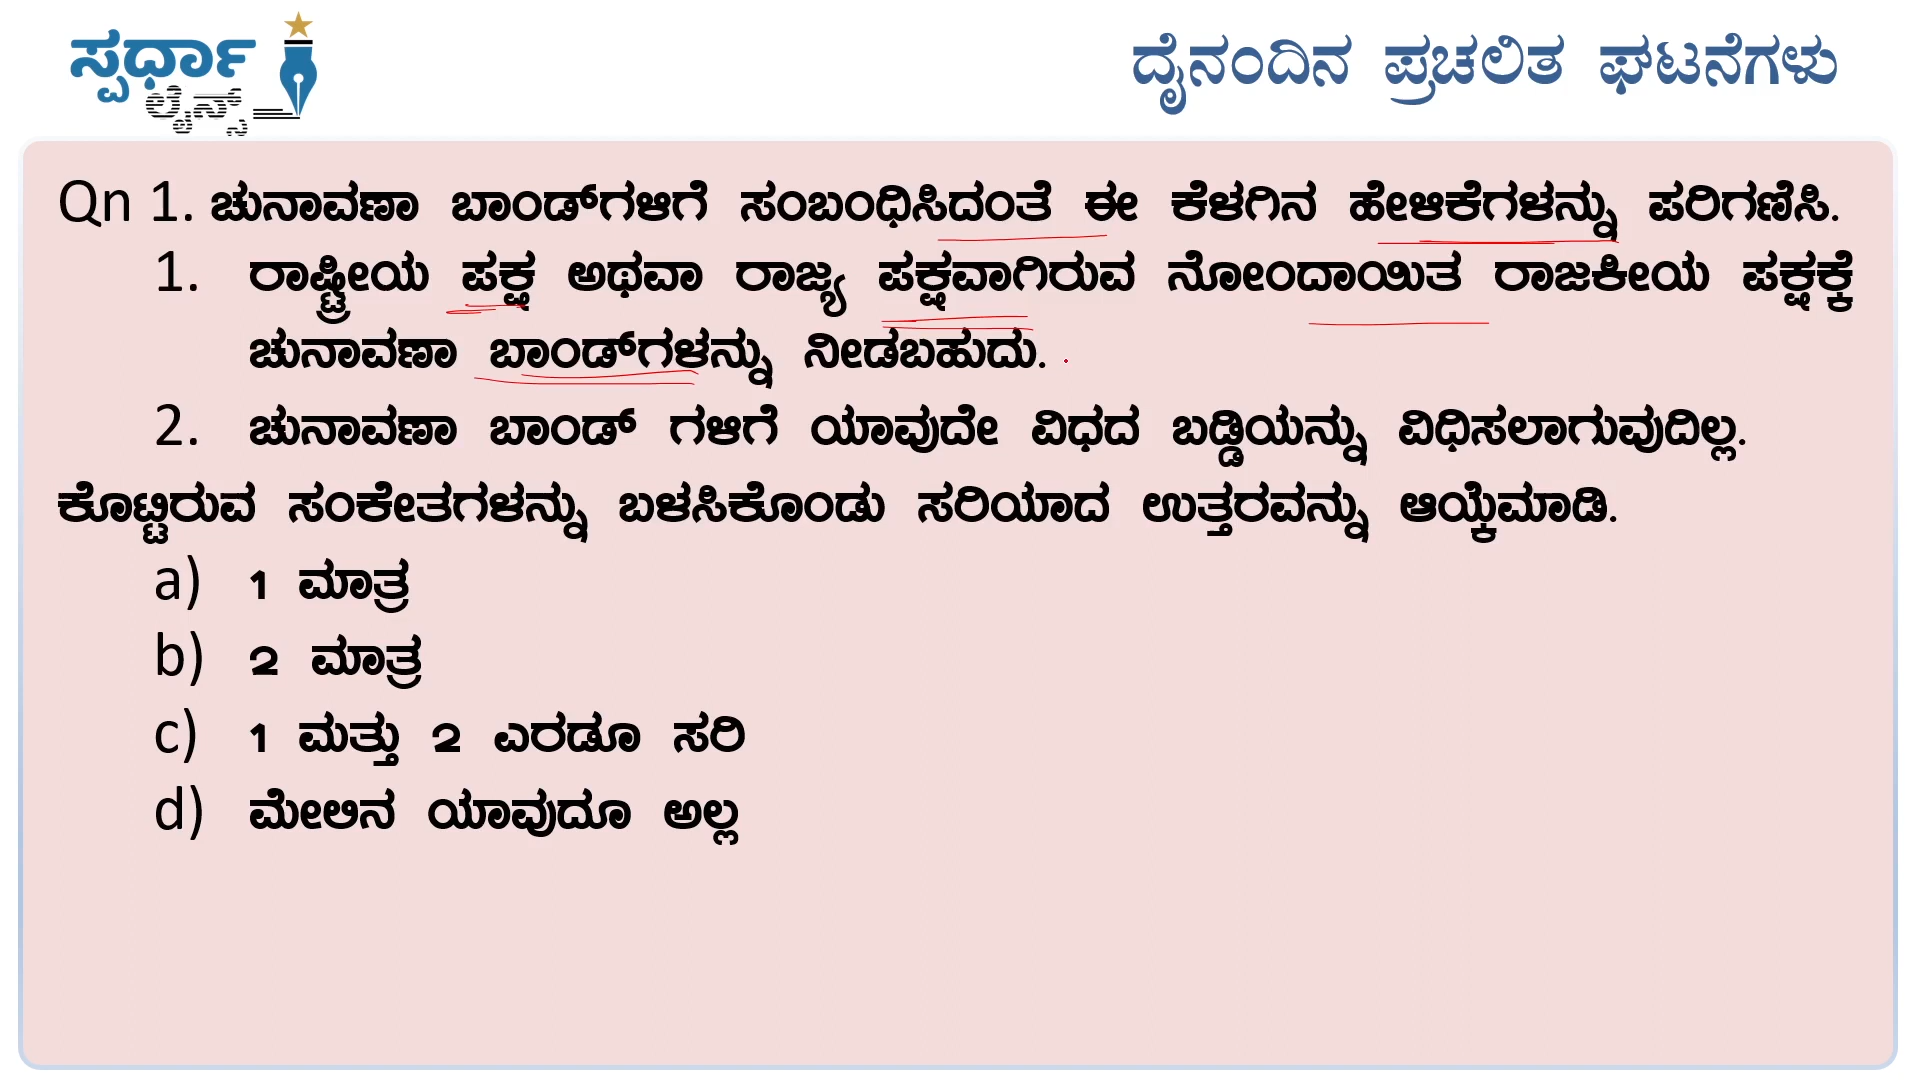 ಸ್ಪರ್ಧಾ
ಲೈನ್ಸ್
ದೈನಂದಿನ ಪ್ರಚಲಿತ ಘಟನೆಗಳು
Qn 1. ಚುನಾವಣಾ ಬಾಂಡ್‌ಗಳಿಗೆ ಸಂಬಂಧಿಸಿದಂತೆ ಈ ಕೆಳಗಿನ ಹೇಳಿಕೆಗಳನ್ನು ಪರಿಗಣಿಸಿ.
1. ರಾಷ್ಟ್ರೀಯ ಪಕ್ಷ ಅಥವಾ ರಾಜ್ಯ ಪಕ್ಷವಾಗಿರುವ ನೋಂದಾಯಿತ ರಾಜಕೀಯ ಪಕ್ಷಕ್ಕೆ
ಚುನಾವಣಾ ಬಾಂಡ್‌ಗಳನ್ನು ನೀಡಬಹುದು.
2. ಚುನಾವಣಾ ಬಾಂಡ್ ಗಳಿಗೆ ಯಾವುದೇ ವಿಧದ ಬಡ್ಡಿಯನ್ನು ವಿಧಿಸಲಾಗುವುದಿಲ್ಲ.
ಕೊಟ್ಟಿರುವ ಸಂಕೇತಗಳನ್ನು ಬಳಸಿಕೊಂಡು ಸರಿಯಾದ ಉತ್ತರವನ್ನು ಆಯ್ಕೆಮಾಡಿ.
a) 1 ಮಾತ್ರ
b) 2 ಮಾತ್ರ
c) 1 ಮತ್ತು 2 ಎರಡೂ ಸರಿ
d) ಮೇಲಿನ ಯಾವುದೂ ಅಲ್ಲ